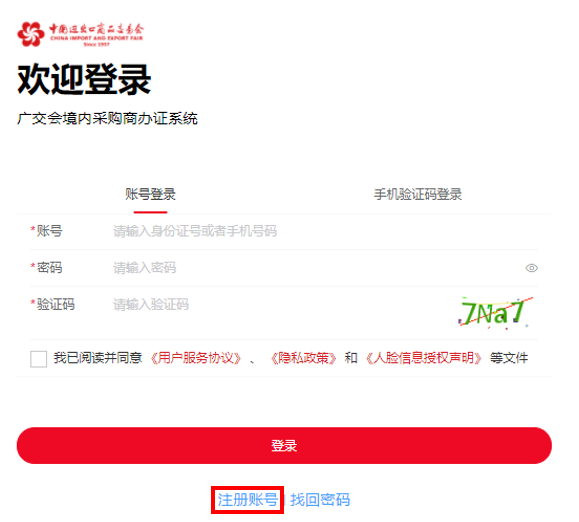 中国进出口商品交易会
CHINA IMPORT AND EXPORT FAIR
Since 1957
欢迎登录
广交会境内采购商办证系统
账号登录 手机验证码登录
*账号 请输入身份证号或者手机号码
*密码 请输入密码
*验证码 请输入验证码 7Na7
我已阅读并同意 《用户服务协议》 、 《隐私政策》 和 《人脸信息授权声明》 等文件
登录
注册账号 | 找回密码